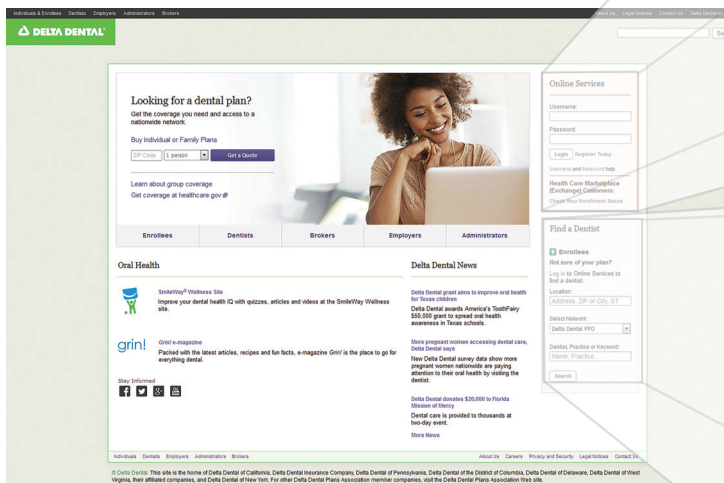 Individuals & Enrollees Dentists Employers Administrators Brokers
About Us Legal Notices Contact Us Delta Dental
DELTA DENTAL
Se
Looking for a dental plan?
Get the coverage you need and access to a
nationwide network.
Buy Individual or Family Plans
ZIP Code 1 person Get a Quote
Learn about group coverage
Get coverage at healthcare.gov
Enrollees Dentists Brokers Employers Administrators
Online Services
Username:
Password:
Login Register Today
Username and Password help.
Health Care Marketplace
(Exchange) Customers:
Check Your Enrollment Status
Find a Dentist
Enrollees
Not sure of your plan?
Log in to Online Services to
find a dentist.
Location:
Address, ZIP or City, ST
Select Network:
Delta Dental PPO
Dentist, Practice or Keyword:
Name, Practice...
Search
Oral Health
SmileWay® Wellness Site
Improve your dental health IQ with quizzes, articles and videos at the SmileWay Wellness
site.
grin!
Grin! e-magazine
Packed with the latest articles, recipes and fun facts, e-magazine Grin! is the place to go for
everything dental.
Stay Informed
Delta Dental News
Delta Dental grant aims to improve oral health
for Texas children
Delta Dental awards America's ToothFairy
$50,000 grant to spread oral health
awareness in Texas schools.
More pregnant women accessing dental care,
Delta Dental says
New Delta Dental survey data show more
pregnant women nationwide are paying
attention to their oral health by visiting the
dentist.
Delta Dental donates $20,000 to Florida
Mission of Mercy
Dental care is provided to thousands at
two-day event.
More News
Individuals Dentists Employers Administrators Brokers
About Us Careers Privacy and Security Legal Notices Contact Us
© Delta Dental. This site is the home of Delta Dental of California, Delta Dental Insurance Company, Delta Dental of Pennsylvania, Delta Dental of the District of Columbia, Delta Dental of Delaware, Delta Dental of West
Virginia, their affiliated companies, and Delta Dental of New York. For other Delta Dental Plans Association member companies, visit the Delta Dental Plans Association Web site.